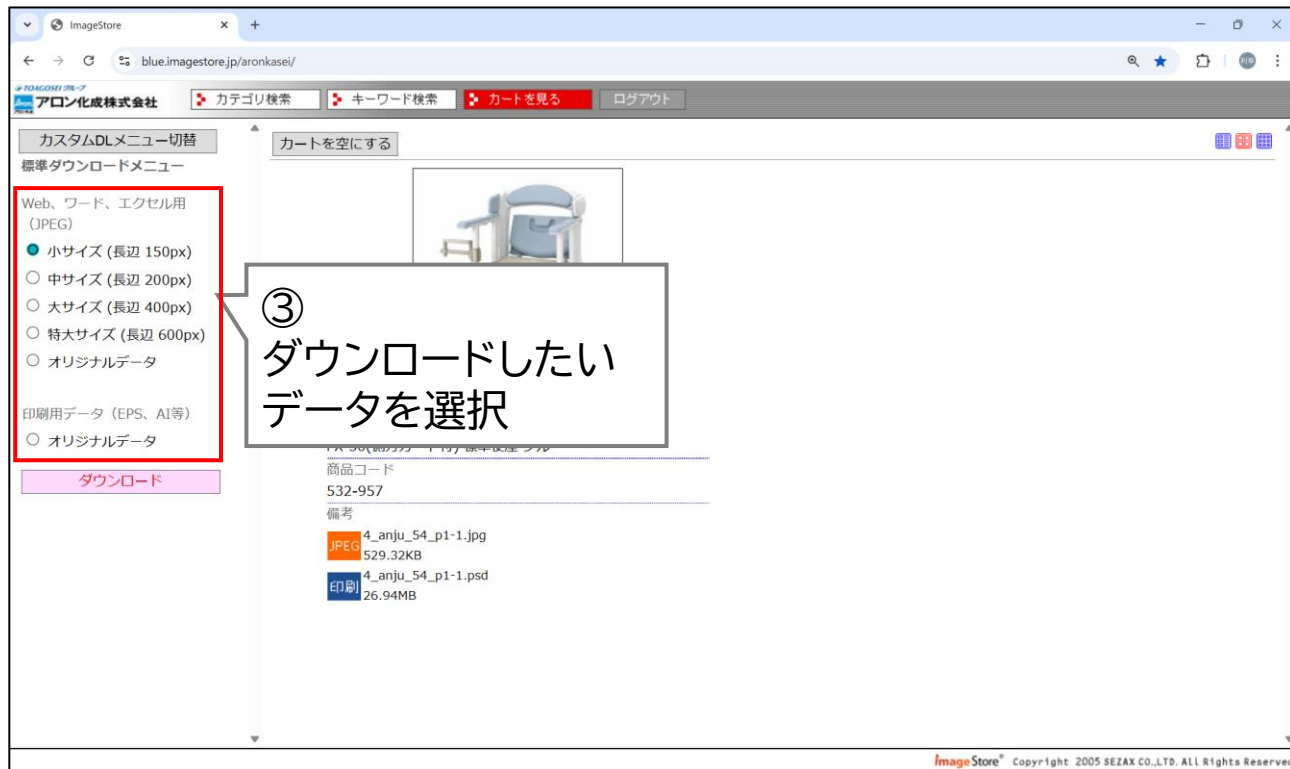 ImageStore
blue.imagestore.jp/aronkasei/
TOAGOSEI グループ
アロン化成株式会社
カテゴリ検索
キーワード検索
カートを見る
ログアウト
カスタムDLメニュー切替
標準ダウンロードメニュー
Web、ワード、エクセル用
(JPEG)
小サイズ (長辺 150px)
中サイズ (長辺 200px)
大サイズ (長辺 400px)
特大サイズ (長辺 600px)
オリジナルデータ
印刷用データ（EPS、AI等）
オリジナルデータ
ダウンロード
カートを空にする
③
ダウンロードしたい
データを選択
商品コード
532-957
備考
JPEG
4_anju_54_p1-1.jpg
529.32KB
印刷
4_anju_54_p1-1.psd
26.94MB
ImageStore® Copyright 2005 SEZAX CO.,LTD. All Rights Reserved